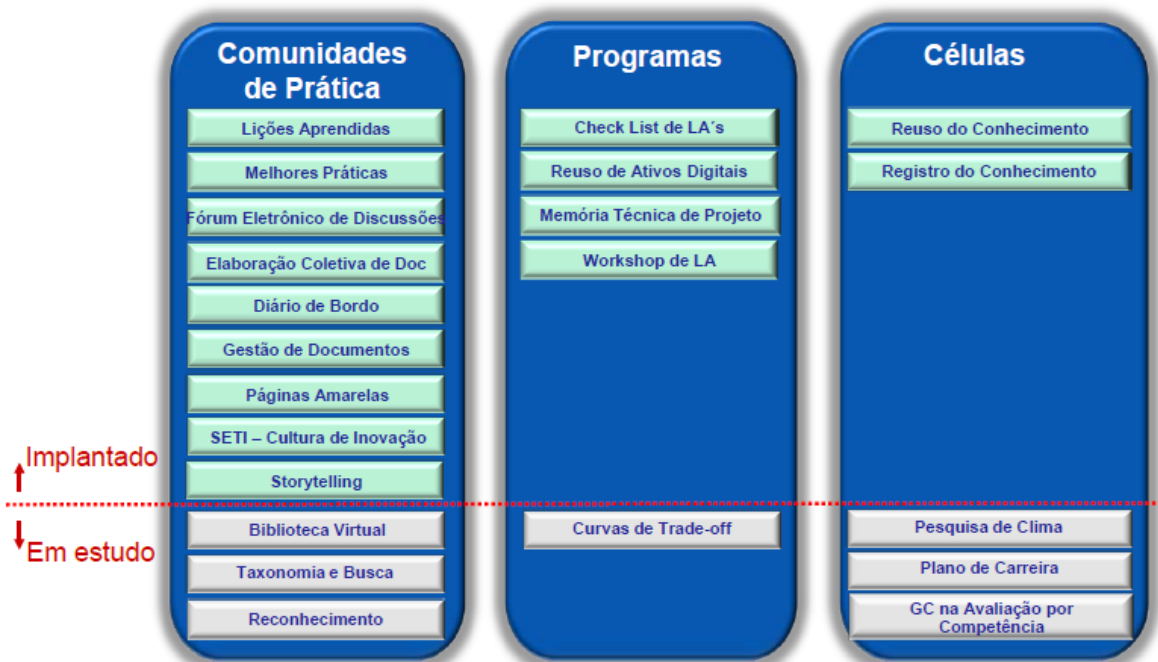 Comunidades
de Prática
Lições Aprendidas
Melhores Práticas
Fórum Eletrônico de Discussões
Elaboração Coletiva de Doc
Diário de Bordo
Gestão de Documentos
Páginas Amarelas
SETI – Cultura de Inovação
Storytelling
Biblioteca Virtual
Taxonomia e Busca
Reconhecimento
Programas
Check List de LA´s
Reuso de Ativos Digitais
Memória Técnica de Projeto
Workshop de LA
Curvas de Trade-off
Células
Reuso do Conhecimento
Registro do Conhecimento
Pesquisa de Clima
Plano de Carreira
GC na Avaliação por
Competência
Implantado
Em estudo